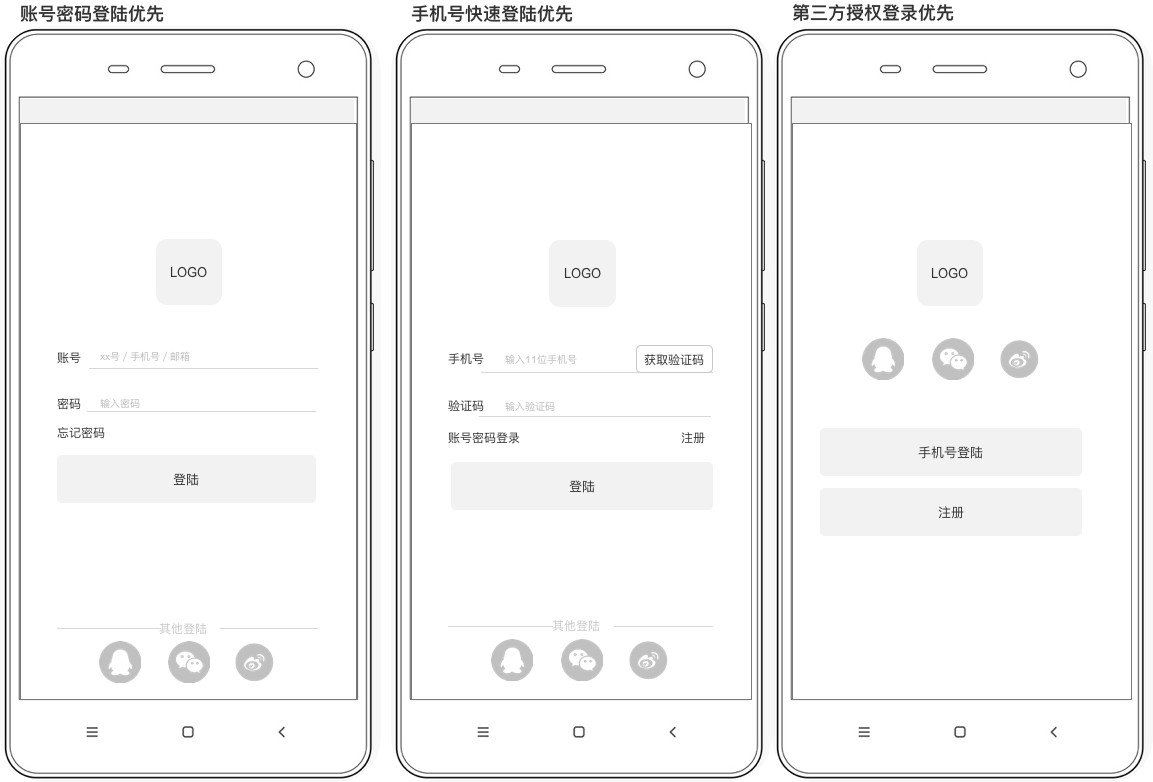 账号密码登陆优先
LOGO
账号 xx号 / 手机号 / 邮箱
密码 输入密码
忘记密码
登陆
其他登陆
手机号快速登陆优先
LOGO
手机号 输入11位手机号 获取验证码
验证码 输入验证码
账号密码登录 注册
登陆
其他登陆
第三方授权登录优先
LOGO
手机号登陆
注册